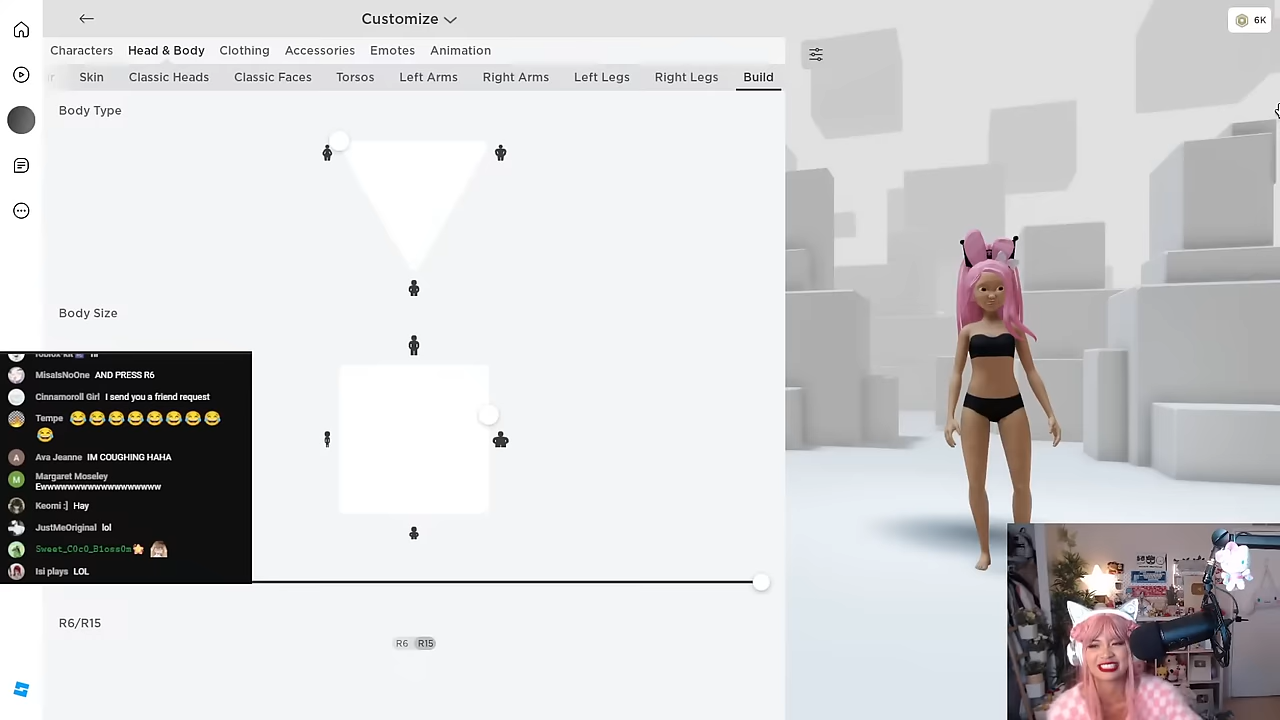 Customize
6K
Characters Head & Body Clothing Accessories Emotes Animation
Skin Classic Heads Classic Faces Torsos Left Arms Right Arms Left Legs Right Legs Build
Body Type
Body Size
MisaIsNoOne AND PRESS R6
Cinnamoroll Girl I send you a friend request
Tempe 😂😂😂😂😂😂😂😂
😂
Ava Jeanne IM COUGHING HAHA
Margaret Moseley
Ewwwwwwwwwwwwwwwwww
Keomi :] Hay
JustMeOriginal lol
Sweet_C0c0_B1oss0m
Isi plays LOL
R6/R15
R6 R15